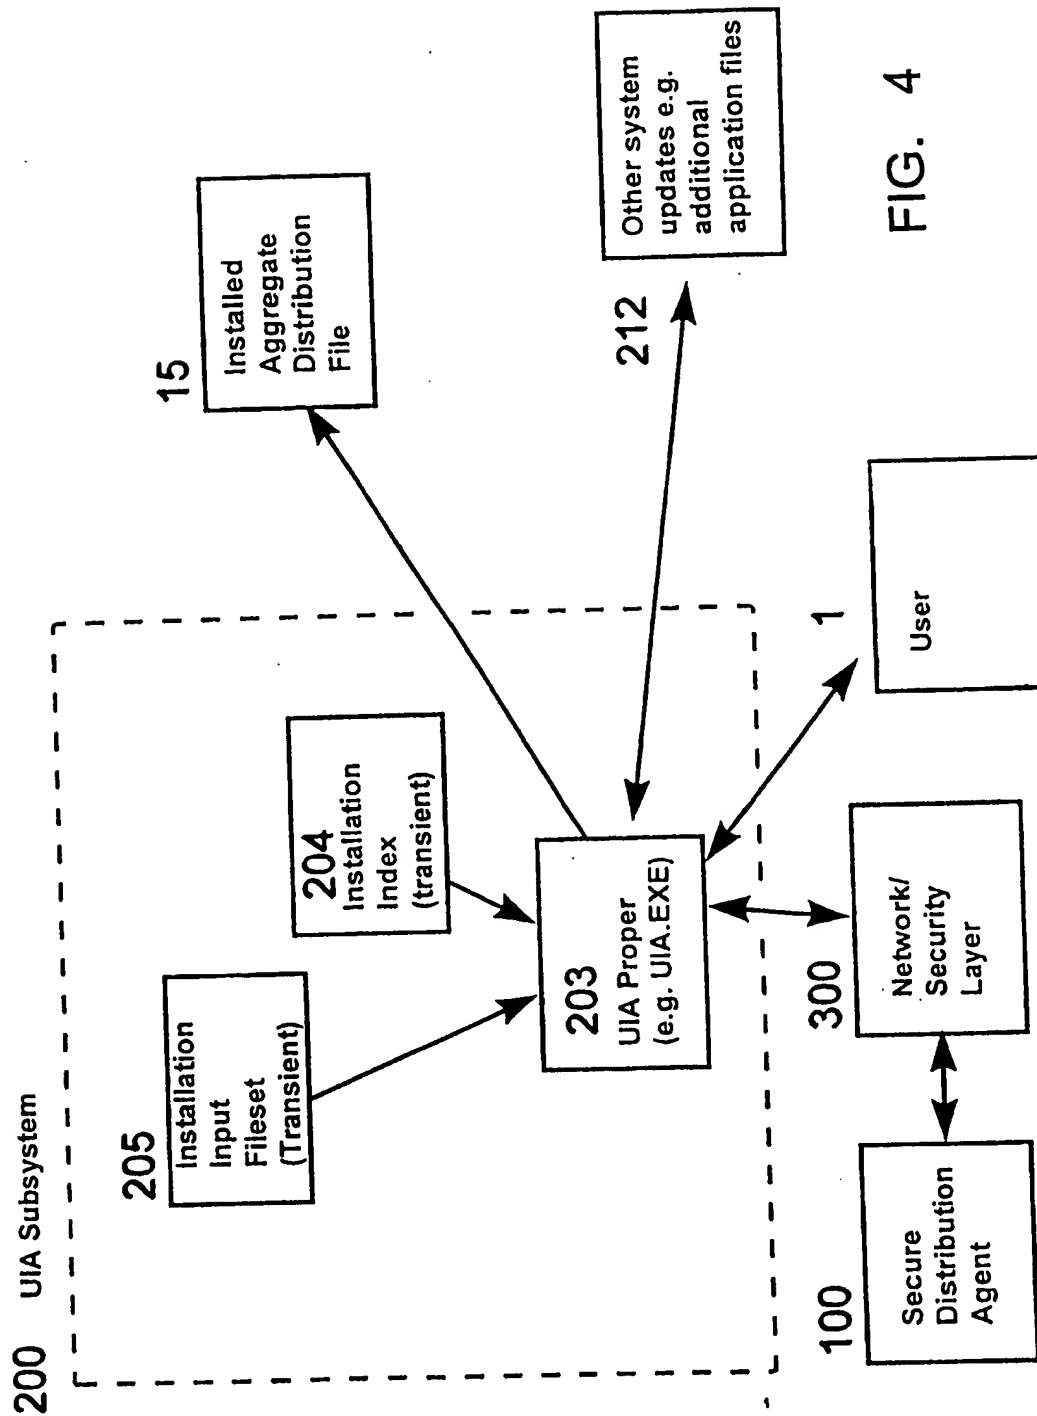 200 UIA Subsystem
205
Installation
Input
Fileset
(Transient)
204
Installation
Index
(transient)
203
UIA Proper
(e.g. UIA.EXE)
15
Installed
Aggregate
Distribution
File
212
Other system
updates e.g.
additional
application files
100
Secure
Distribution
Agent
300
Network/
Security
Layer
1
User
FIG. 4